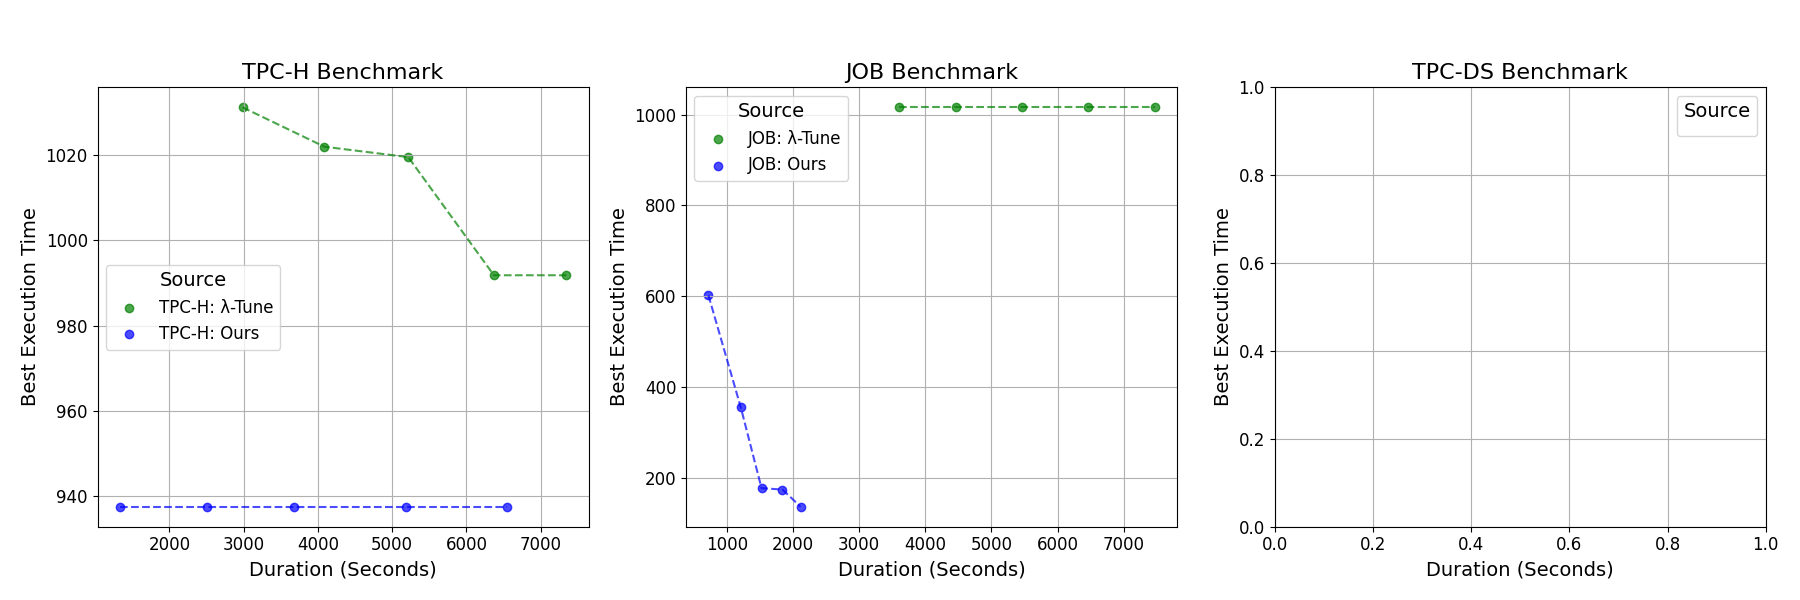 TPC-H Benchmark
Best Execution Time
1020
1000
980
960
940
Source
TPC-H: λ-Tune
TPC-H: Ours
2000 3000 4000 5000 6000 7000
Duration (Seconds)
JOB Benchmark
Best Execution Time
1000
800
600
400
200
Source
JOB: λ-Tune
JOB: Ours
1000 2000 3000 4000 5000 6000 7000
Duration (Seconds)
TPC-DS Benchmark
Best Execution Time
1.0
0.8
0.6
0.4
0.2
0.0
Source
0.0 0.2 0.4 0.6 0.8 1.0
Duration (Seconds)